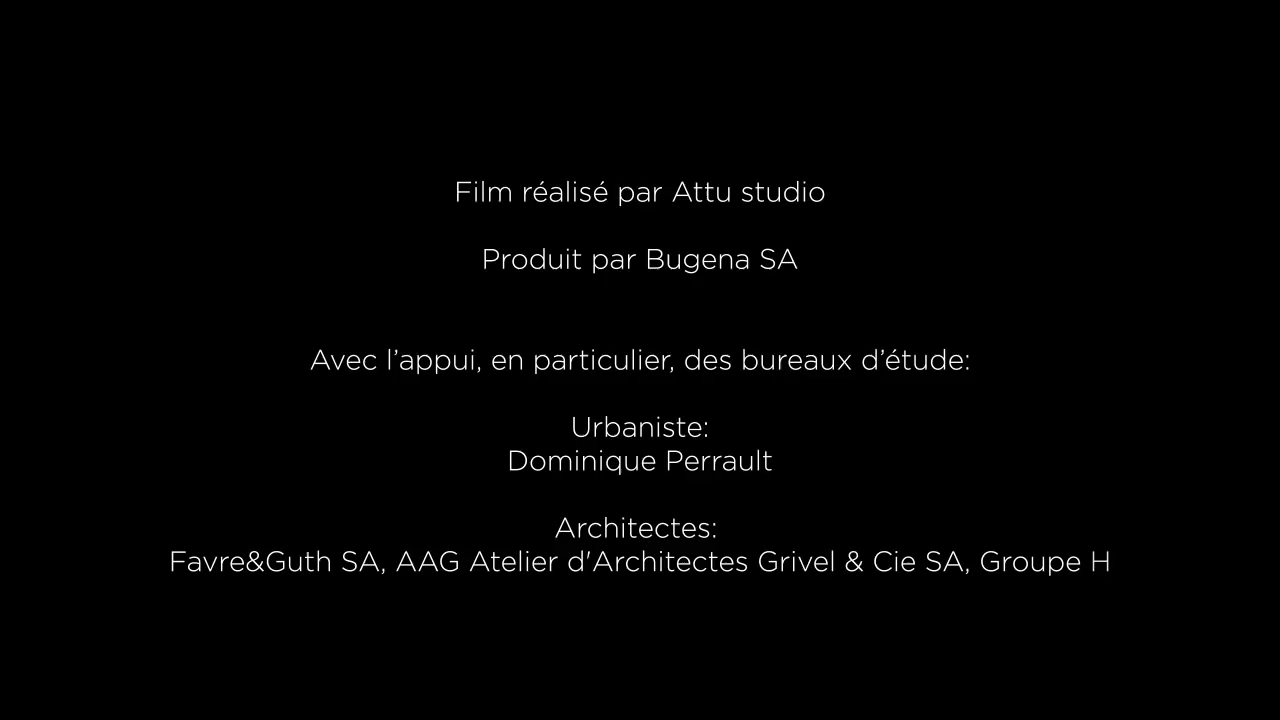 Film réalisé par Attu studio
Produit par Bugena SA
Avec l’appui, en particulier, des bureaux d’étude:
Urbaniste:
Dominique Perrault
Architectes:
Favre&Guth SA, AAG Atelier d'Architectes Grivel & Cie SA, Groupe H